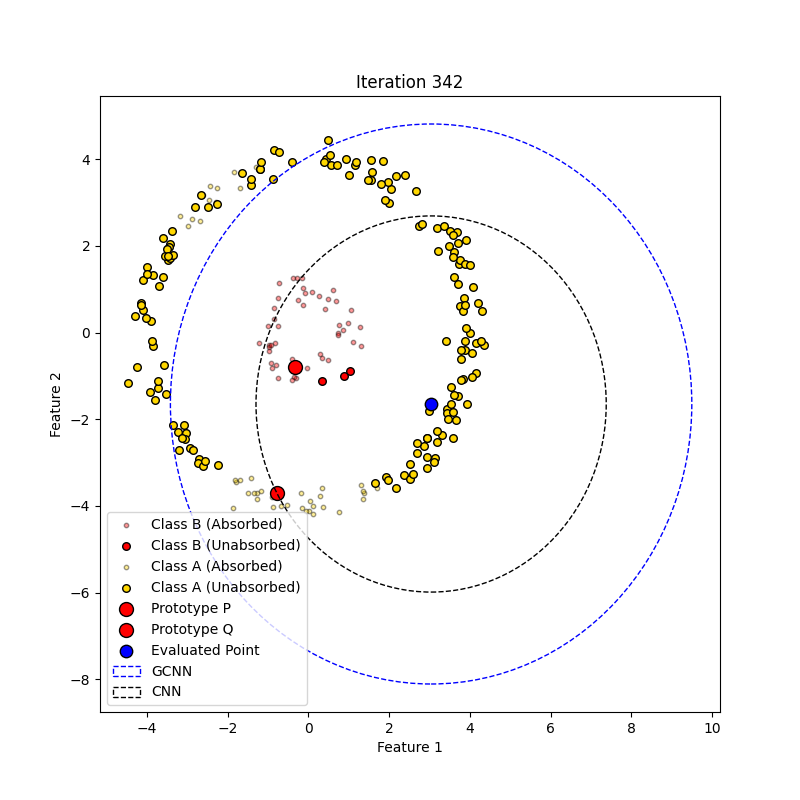 Iteration 342
Feature 2
4
2
0
−2
−4
−6
−8
Class B (Absorbed)
Class B (Unabsorbed)
Class A (Absorbed)
Class A (Unabsorbed)
Prototype P
Prototype Q
Evaluated Point
GCNN
CNN
−4 −2 0 2 4 6 8 10
Feature 1